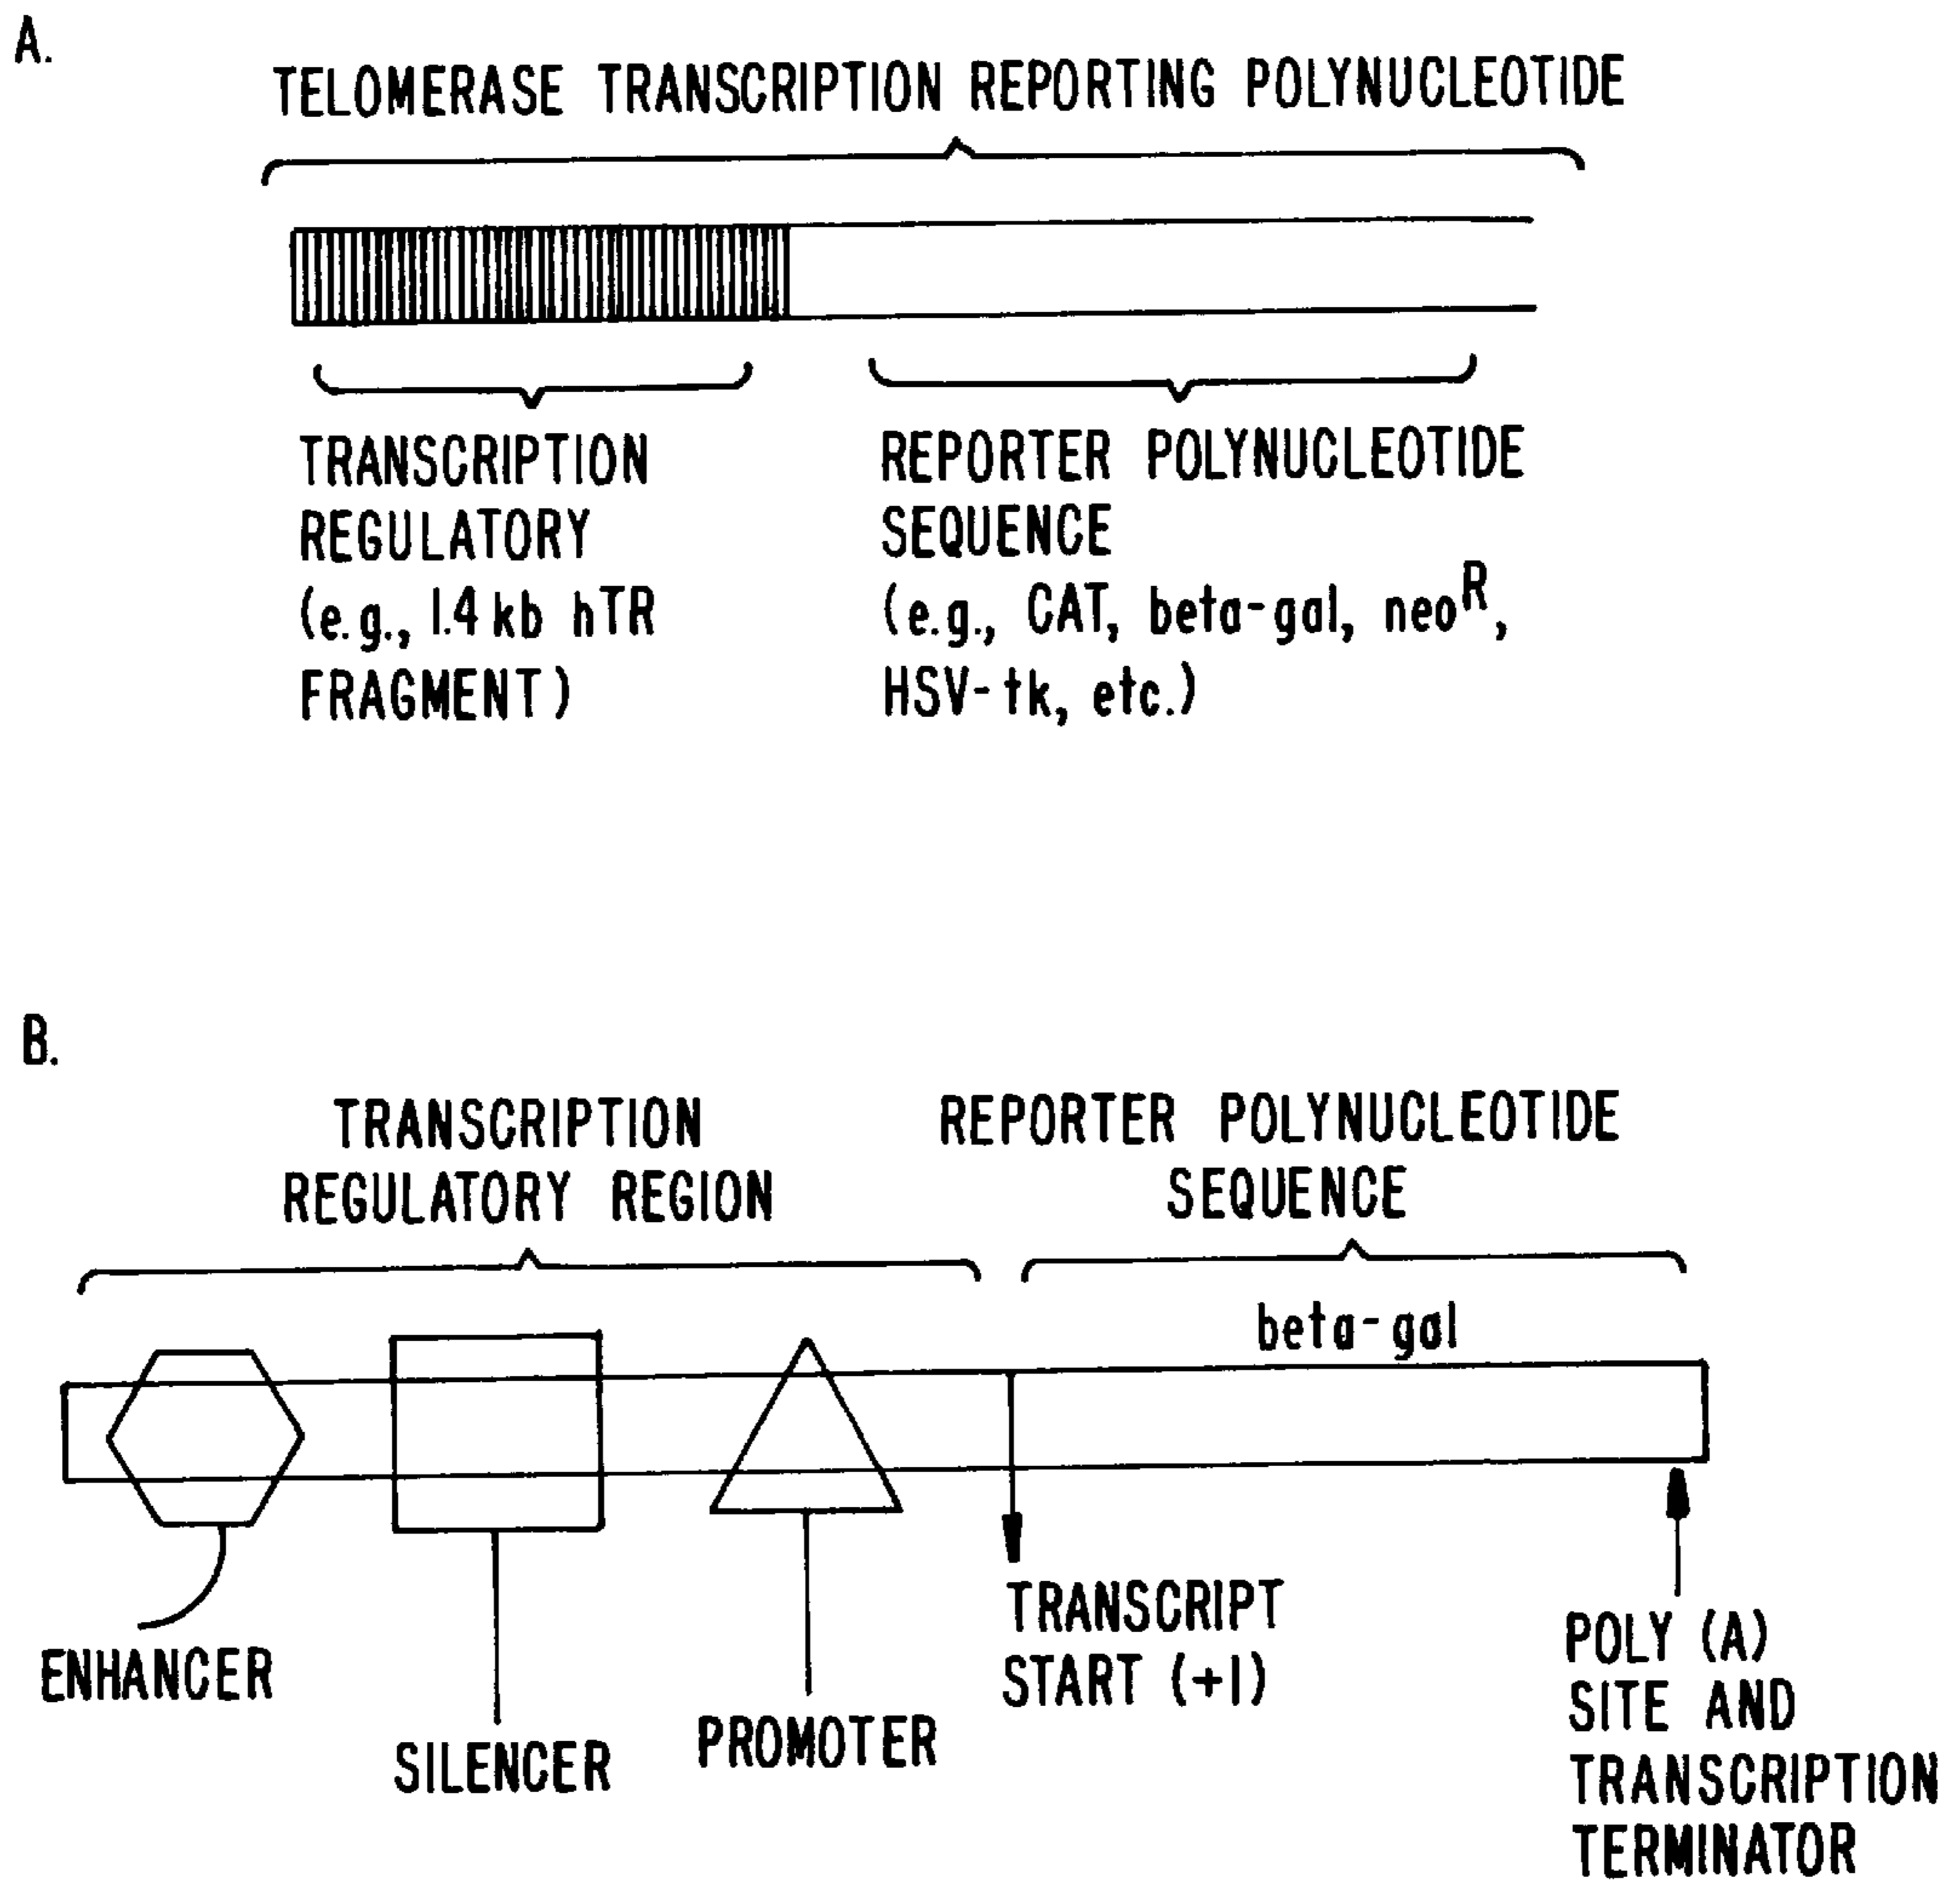 A.
TELOMERASE TRANSCRIPTION REPORTING POLYNUCLEOTIDE
TRANSCRIPTION
REGULATORY
(e.g., 1.4 kb hTR
FRAGMENT)
REPORTER POLYNUCLEOTIDE
SEQUENCE
(e.g., CAT, beta-gal, neoR,
HSV-tk, etc.)
B.
TRANSCRIPTION
REGULATORY REGION
REPORTER POLYNUCLEOTIDE
SEQUENCE
beta-gal
ENHANCER
SILENCER
PROMOTER
TRANSCRIPT
START (+1)
POLY (A)
SITE AND
TRANSCRIPTION
TERMINATOR